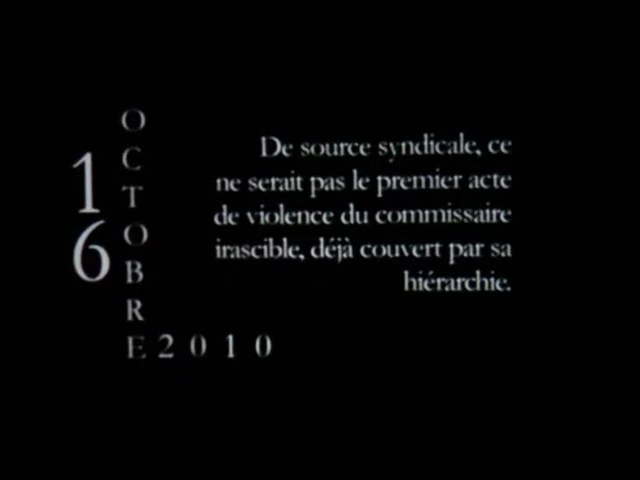 16
OCTOBRE
2010
De source syndicale, ce
ne serait pas le premier acte
de violence du commissaire
irascible, déjà couvert par sa
hiérarchie.